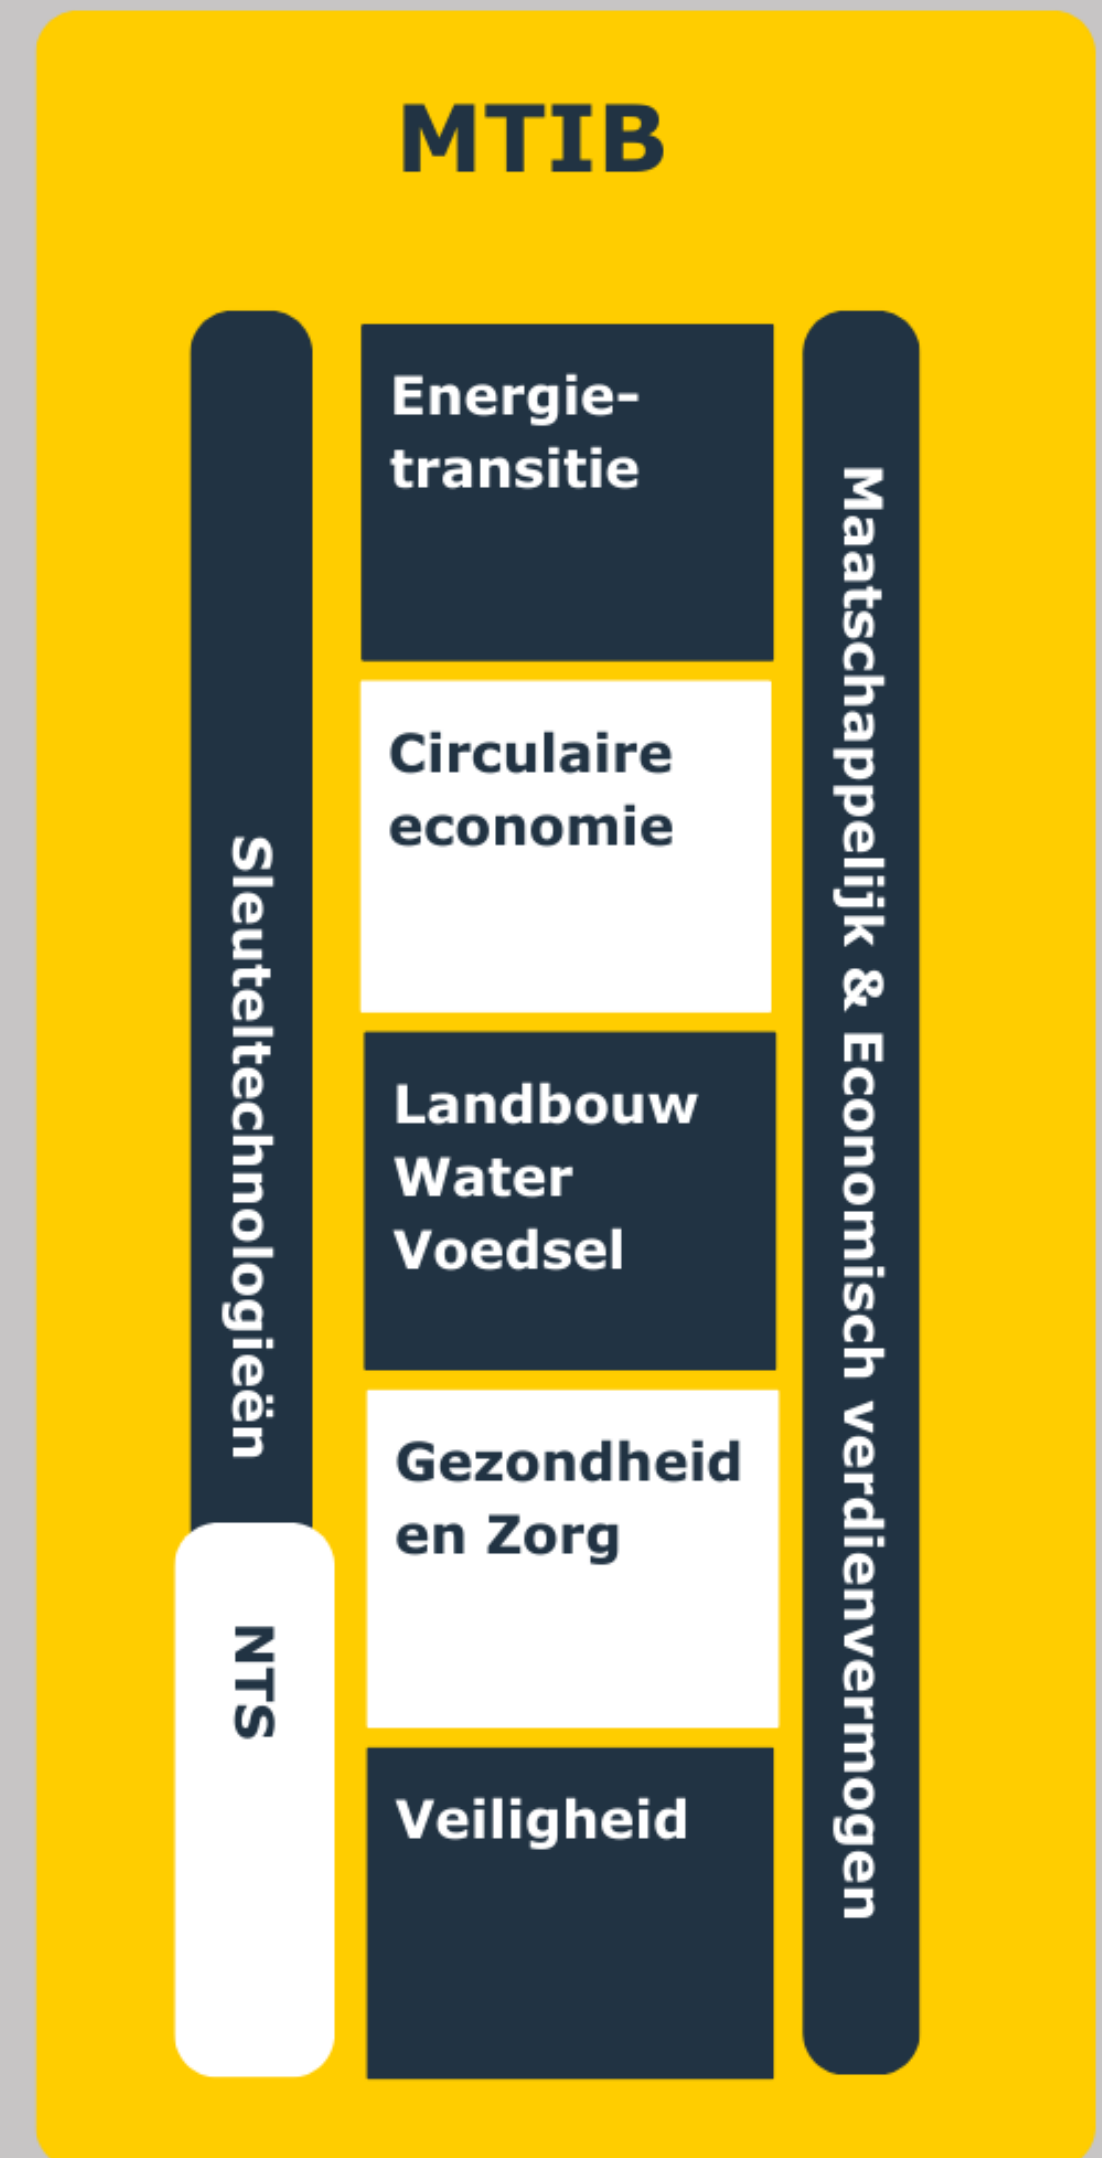 MTIB
Sleuteltechnologieën
NTS
Energie-
transitie
Circulaire
economie
Landbouw
Water
Voedsel
Gezondheid
en Zorg
Veiligheid
Maatschappelijk & Economisch verdienvermogen